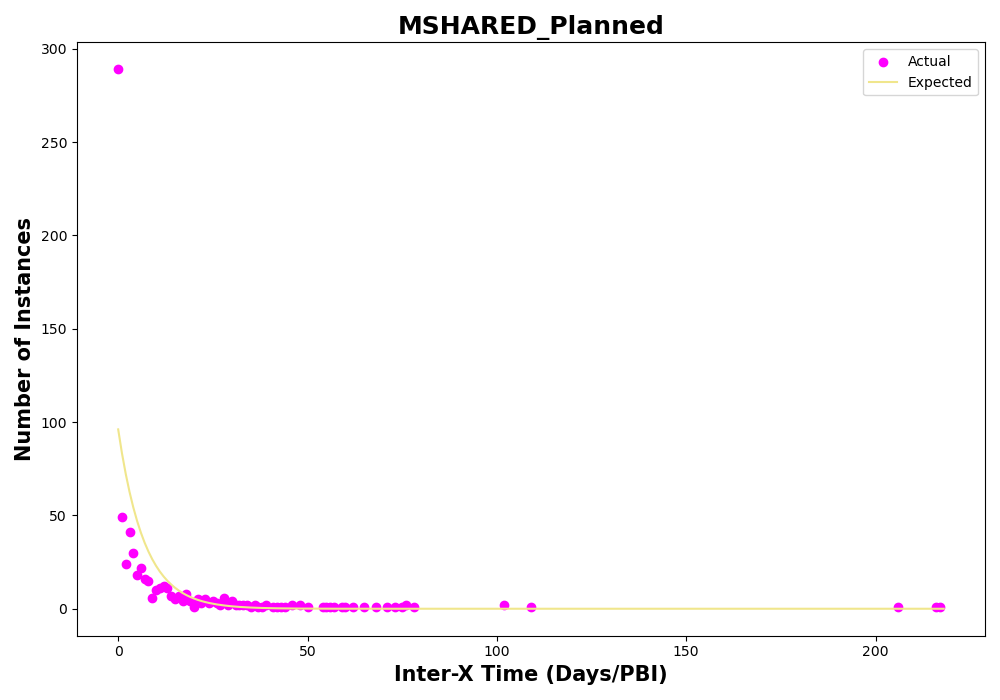 MSHARED_Planned
Actual
Expected
Number of Instances
300
250
200
150
100
50
0
0
50
100
150
200
Inter-X Time (Days/PBI)